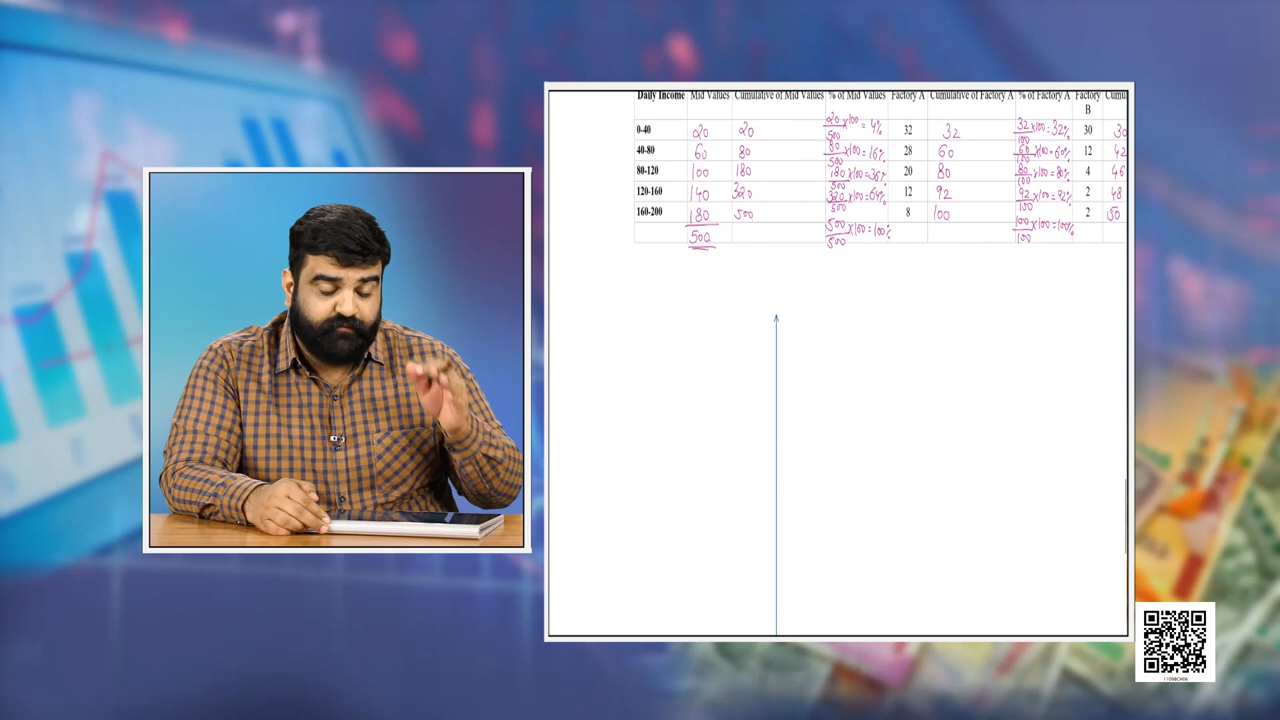 Daily Income Mid Values Cumulative of Mid Values % of Mid Values Factory A Cumulative of Factory A % of Factory A Factory B Cumul
0-40 20 20 20/500 x100 = 4% 32 32 32/100 x100 = 32% 30 30
40-80 60 80 80/500 x100 = 16% 28 60 60/100 x100 = 60% 12 42
80-120 100 180 180/500 x100 = 36% 20 80 80/100 x100 = 80% 4 46
120-160 140 320 320/500 x100 = 64% 12 92 92/100 x100 = 92% 2 48
160-200 180 500 500/500 x100 = 100% 8 100 100/100 x100 = 100% 2 50
500